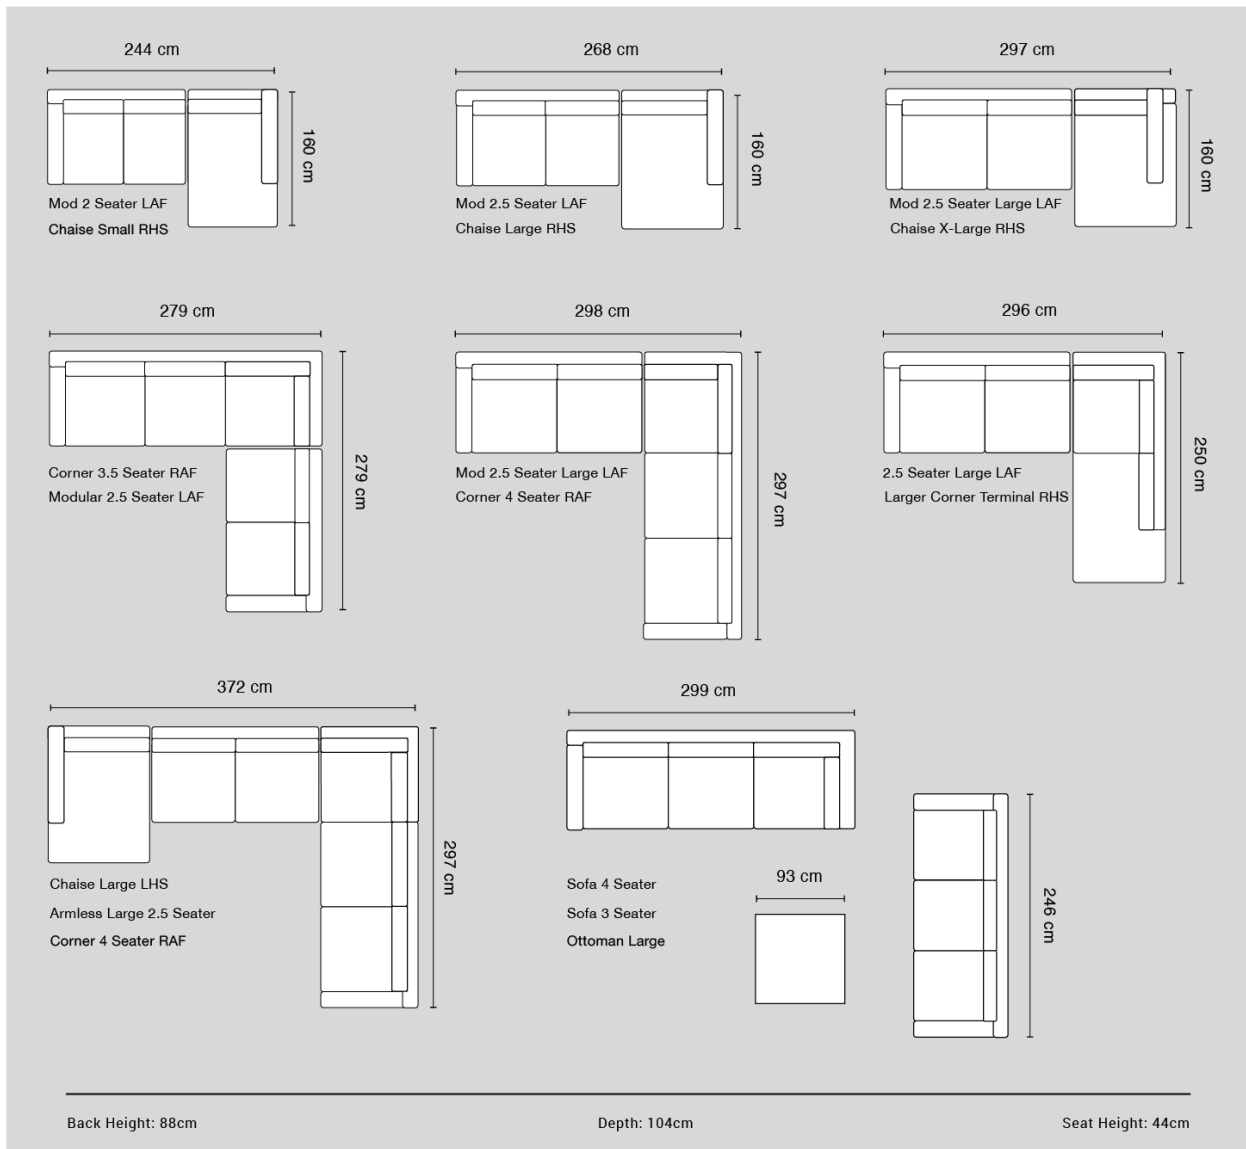 244 cm
160 cm
Mod 2 Seater LAF
Chaise Small RHS
268 cm
160 cm
Mod 2.5 Seater LAF
Chaise Large RHS
297 cm
160 cm
Mod 2.5 Seater Large LAF
Chaise X-Large RHS
279 cm
279 cm
Corner 3.5 Seater RAF
Modular 2.5 Seater LAF
298 cm
297 cm
Mod 2.5 Seater Large LAF
Corner 4 Seater RAF
296 cm
250 cm
2.5 Seater Large LAF
Larger Corner Terminal RHS
372 cm
297 cm
Chaise Large LHS
Armless Large 2.5 Seater
Corner 4 Seater RAF
299 cm
Sofa 4 Seater
Sofa 3 Seater
Ottoman Large
93 cm
246 cm
Back Height: 88cm
Depth: 104cm
Seat Height: 44cm